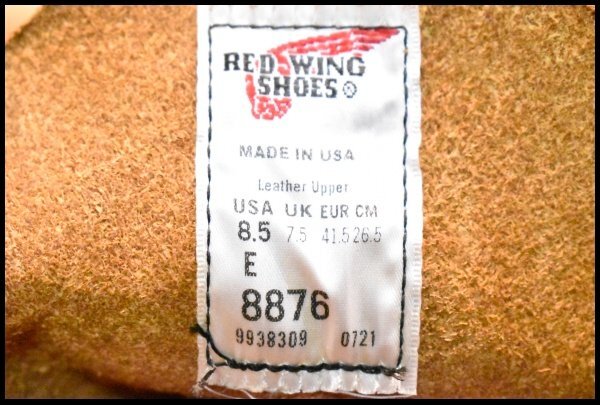 RED WING
SHOES ®
MADE IN USA
Leather Upper
USA UK EUR CM
8.5 7.5 41.5 26.5
E
8876
9938309 0721